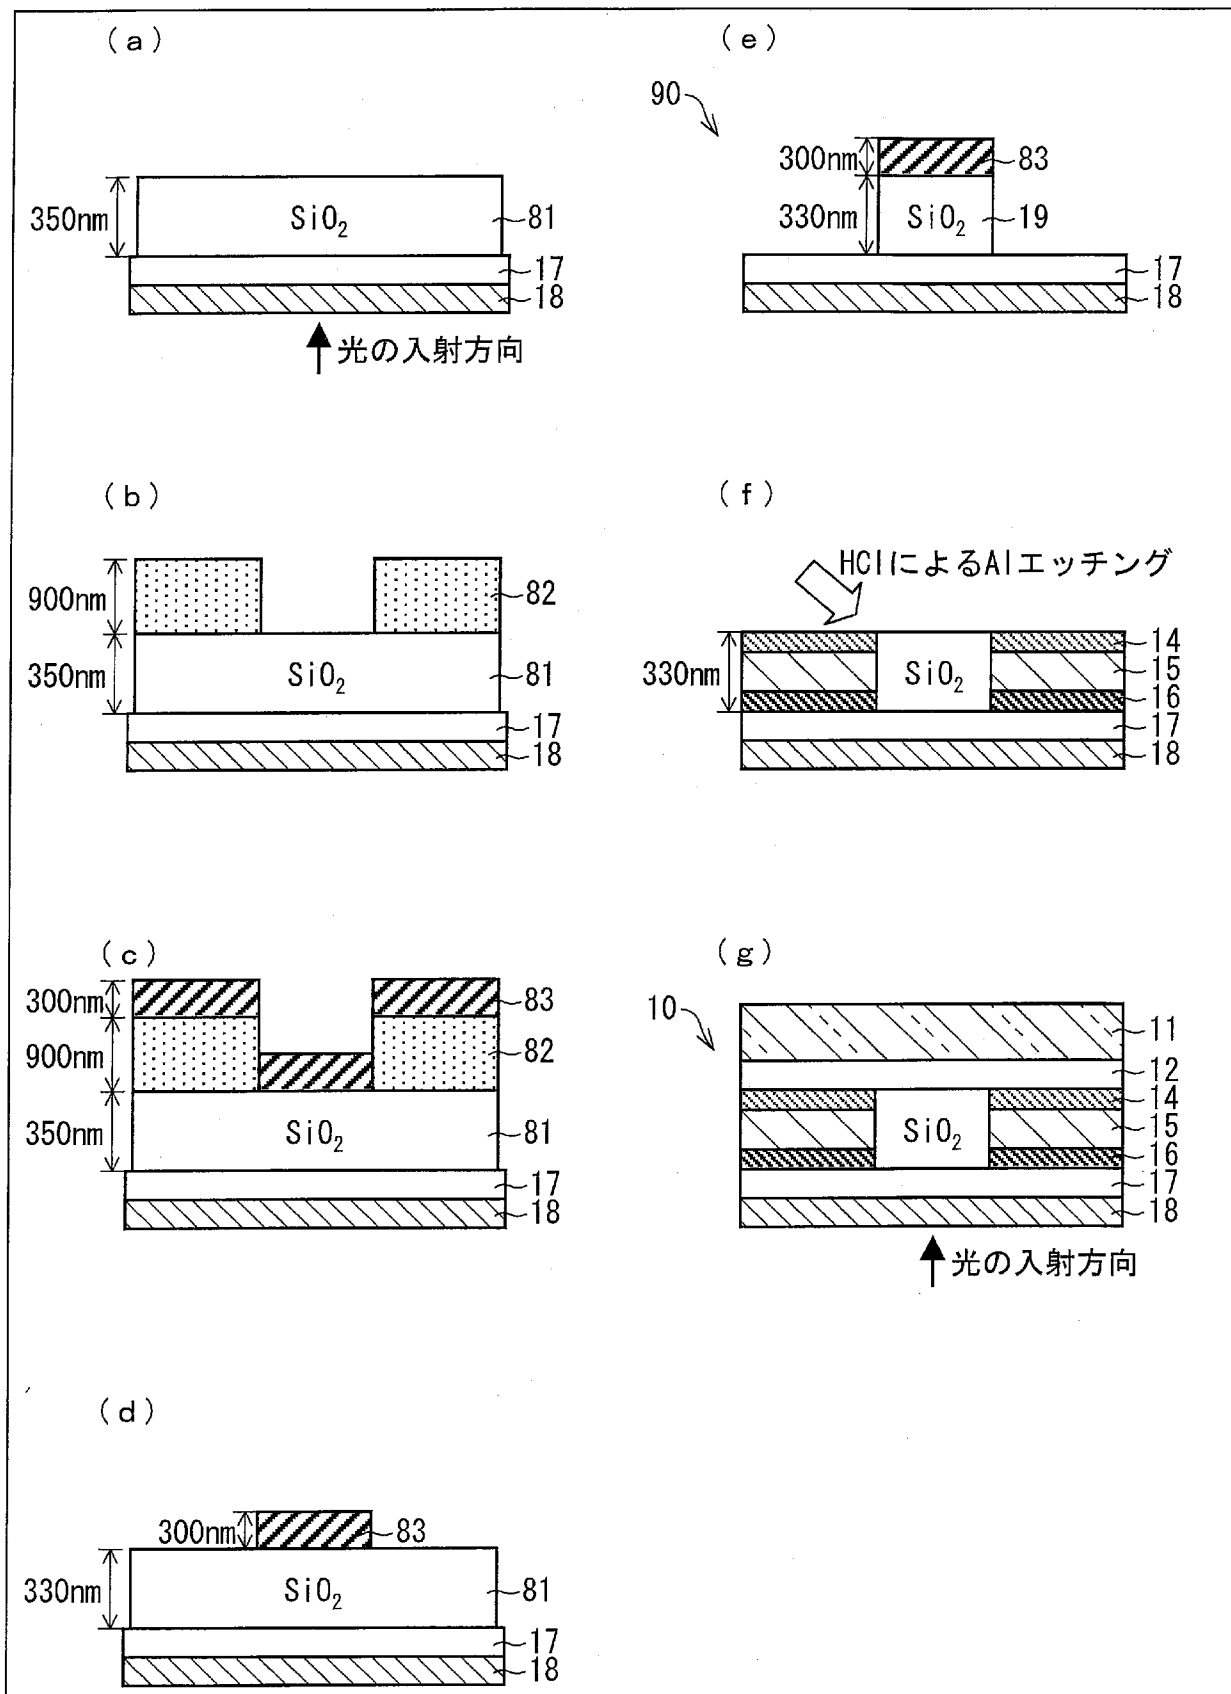 (a)
350nm
SiO₂
81
17
18
光の入射方向
(b)
900nm
82
350nm
SiO₂
81
17
18
(c)
300nm
83
900nm
82
350nm
SiO₂
81
17
18
(d)
300nm
83
330nm
SiO₂
81
17
18
(e)
90
300nm
83
330nm
SiO₂
19
17
18
(f)
HClによるAlエッチング
330nm
SiO₂
14
15
16
17
18
(g)
10
11
12
14
SiO₂
15
16
17
18
光の入射方向